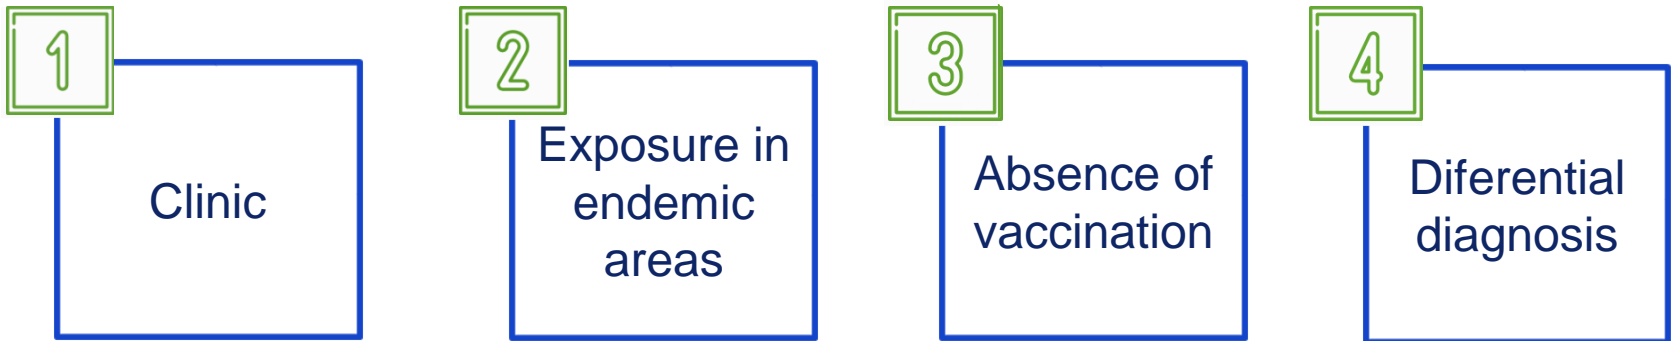 1
Clinic
2
Exposure in
endemic
areas
3
Absence of
vaccination
4
Diferential
diagnosis